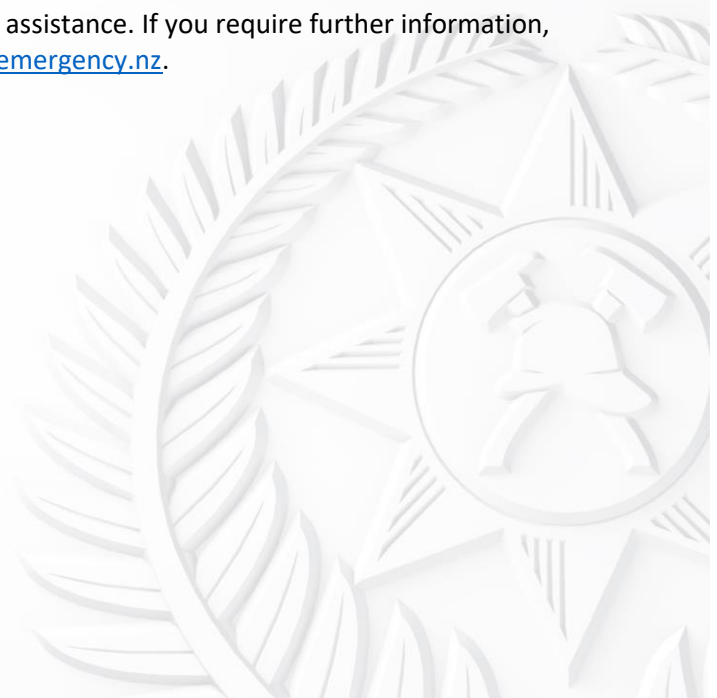 assistance. If you require further information,
emergency.nz.